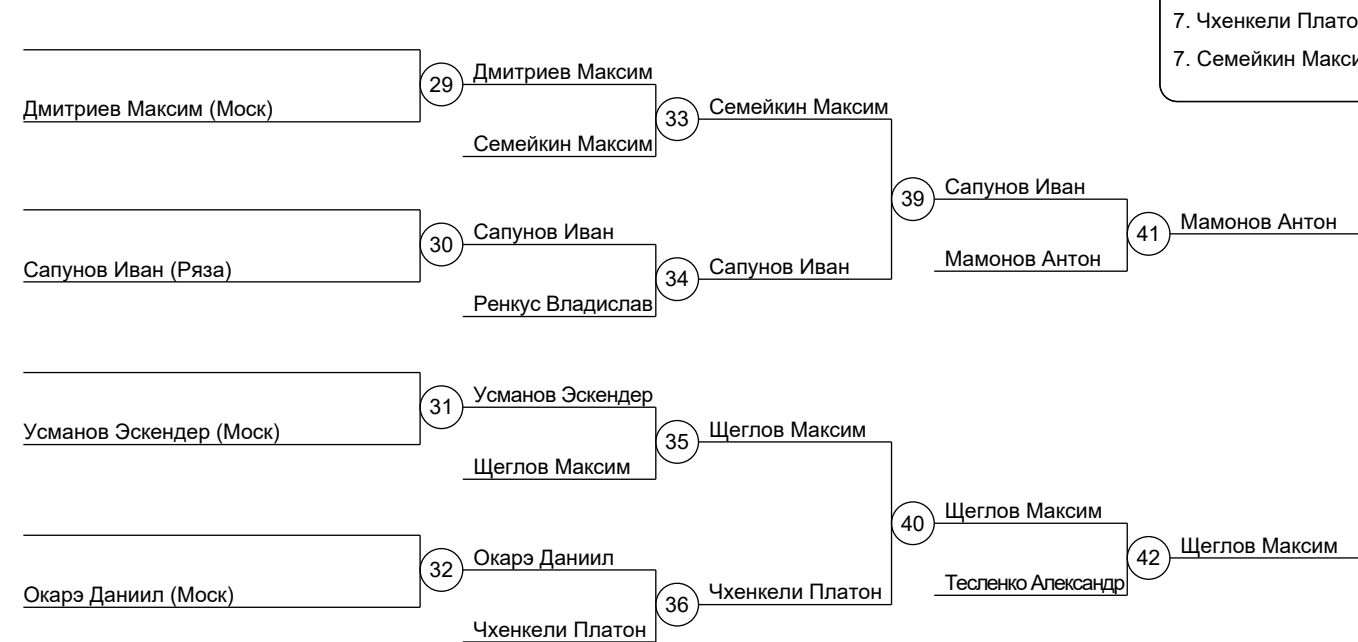 7. Чхенкели Плато
7. Семейкин Макси
Дмитриев Максим (Моск)
29
Дмитриев Максим
Семейкин Максим
33
Семейкин Максим
Сапунов Иван (Ряза)
30
Сапунов Иван
Ренкус Владислав
34
Сапунов Иван
39
Сапунов Иван
Мамонов Антон
41
Мамонов Антон
Усманов Эскендер (Моск)
31
Усманов Эскендер
Щеглов Максим
35
Щеглов Максим
Окарэ Даниил (Моск)
32
Окарэ Даниил
Чхенкели Платон
36
Чхенкели Платон
40
Щеглов Максим
Тесленко Александр
42
Щеглов Максим